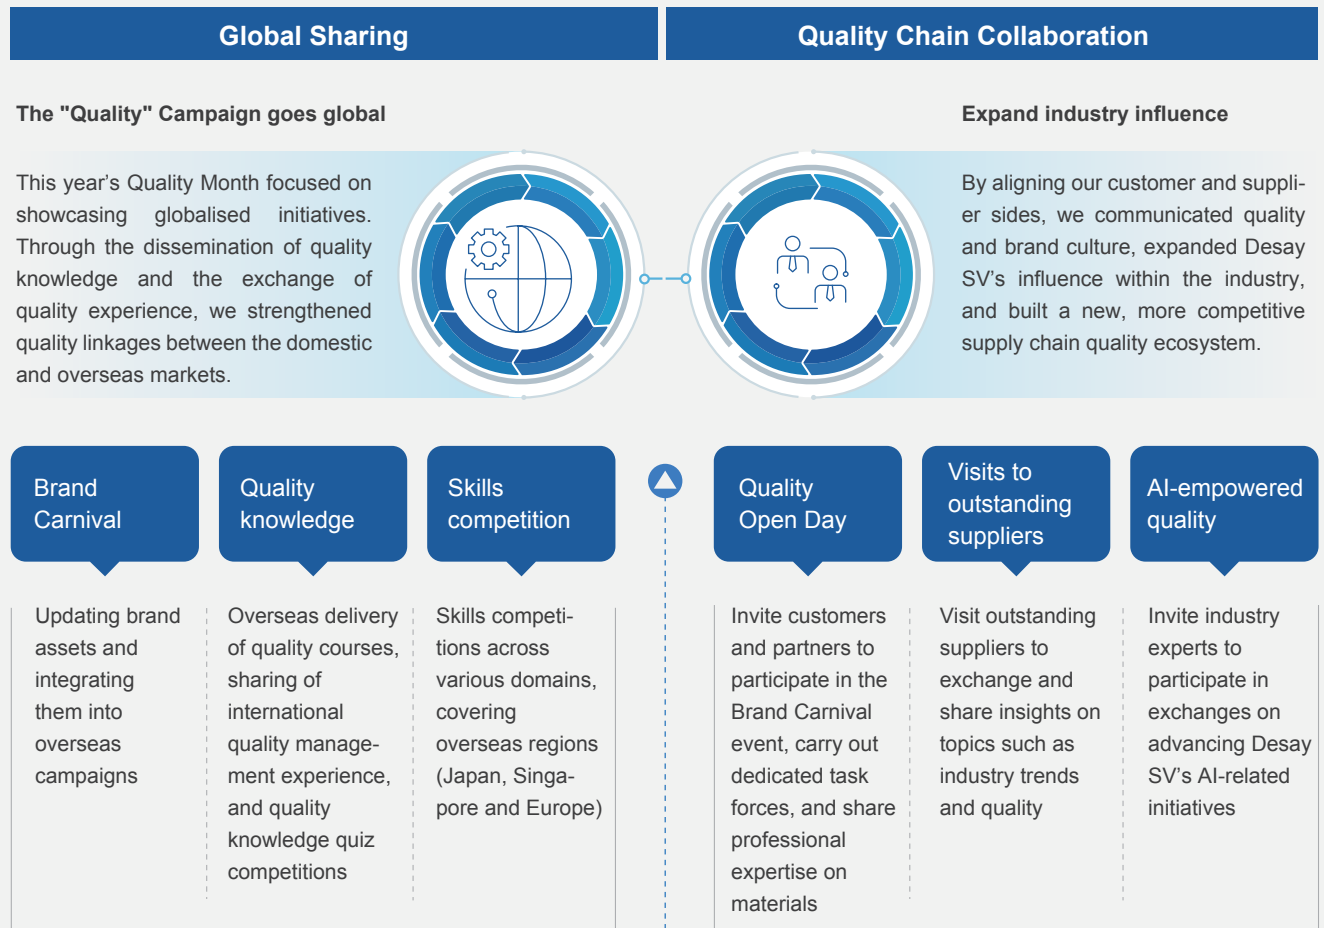 Global Sharing
Quality Chain Collaboration
The "Quality" Campaign goes global
This year's Quality Month focused on
showcasing globalised initiatives.
Through the dissemination of quality
knowledge and the exchange of
quality experience, we strengthened
quality linkages between the domestic
and overseas markets.
Expand industry influence
By aligning our customer and suppli-
er sides, we communicated quality
and brand culture, expanded Desay
SV's influence within the industry,
and built a new, more competitive
supply chain quality ecosystem.
Brand
Carnival
Updating brand
assets and
integrating
them into
overseas
campaigns
Quality
knowledge
Overseas delivery
of quality courses,
sharing of
international
quality manage-
ment experience,
and quality
knowledge quiz
competitions
Skills
competition
Skills competi-
tions across
various domains,
covering
overseas regions
(Japan, Singa-
pore and Europe)
Quality
Open Day
Invite customers
and partners to
participate in the
Brand Carnival
event, carry out
dedicated task
forces, and share
professional
expertise on
materials
Visits to
outstanding
suppliers
Visit outstanding
suppliers to
exchange and
share insights on
topics such as
industry trends
and quality
AI-empowered
quality
Invite industry
experts to
participate in
exchanges on
advancing Desay
SV's AI-related
initiatives